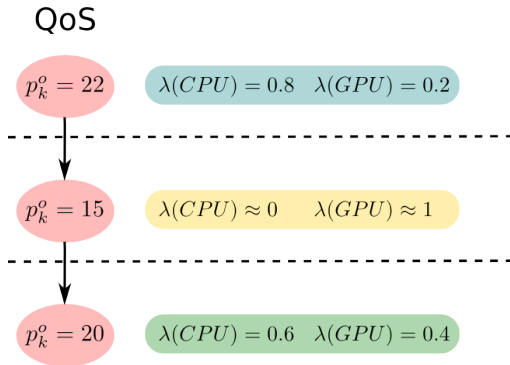 QoS
p_k^o = 22 λ(CPU) = 0.8 λ(GPU) = 0.2
p_k^o = 15 λ(CPU) ≈ 0 λ(GPU) ≈ 1
p_k^o = 20 λ(CPU) = 0.6 λ(GPU) = 0.4